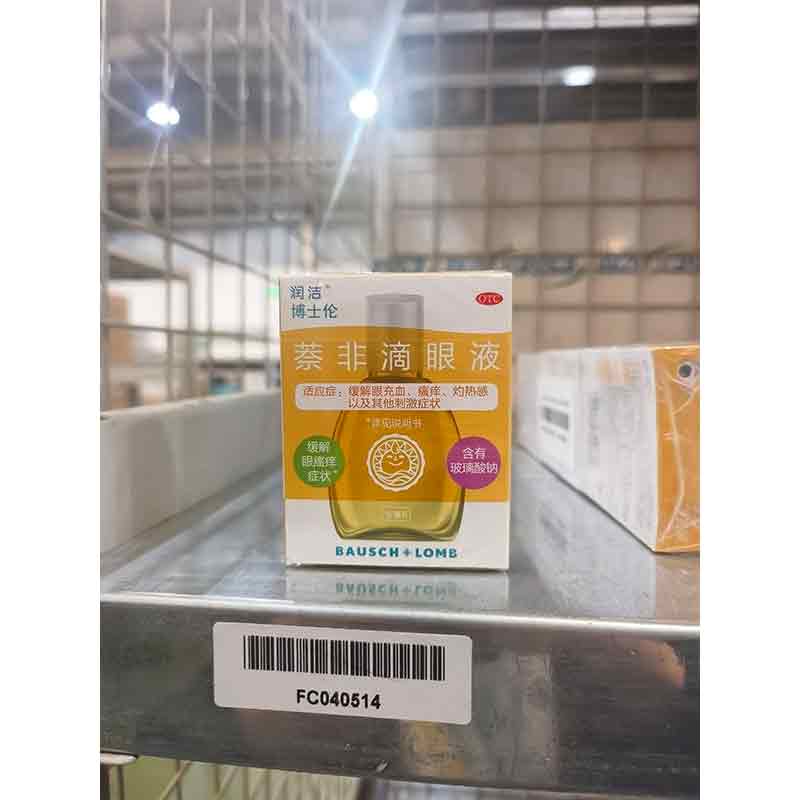 润洁®
博士伦
OTC
萘非滴眼液
适应症：缓解眼充血、瘙痒、灼热感
以及其他刺激症状
*详见说明书
缓解
眼瘙痒
症状*
含有
玻璃酸钠
BAUSCH + LOMB
FC040514